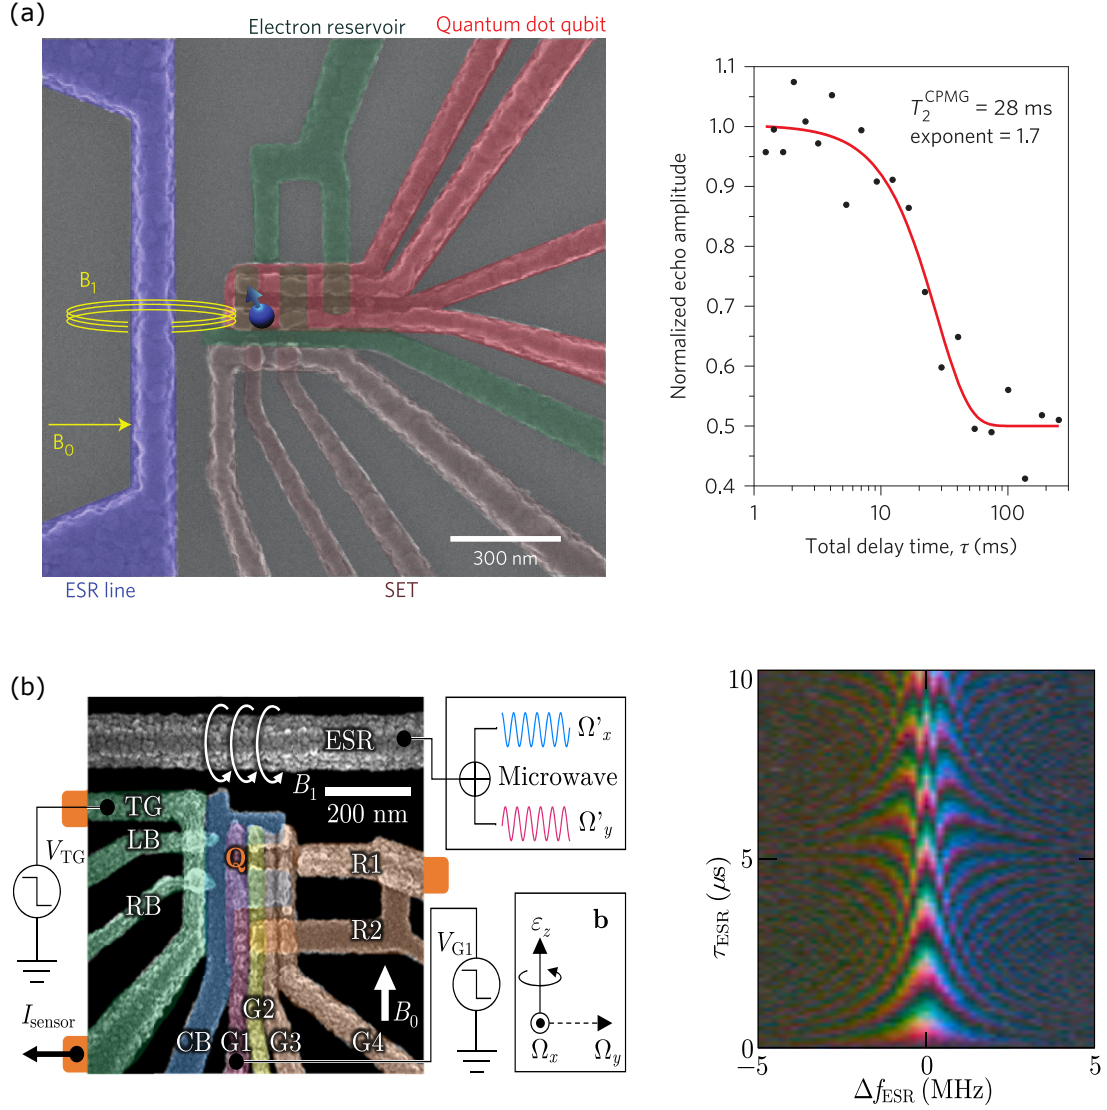 (a)
Electron reservoir
Quantum dot qubit
B1
B0
300 nm
ESR line
SET
1.1
1.0
0.9
0.8
0.7
0.6
0.5
0.4
Normalized echo amplitude
T2^CPMG = 28 ms
exponent = 1.7
1
10
100
Total delay time, τ (ms)
(b)
ESR
B1
200 nm
TG
LB
RB
Q
R1
R2
VTG
Isensor
CB
G1
G2
G3
G4
B0
VG1
Ω'x
Microwave
Ω'y
b
εz
Ωx
Ωy
10
5
0
τESR (μs)
−5
0
5
ΔfESR (MHz)